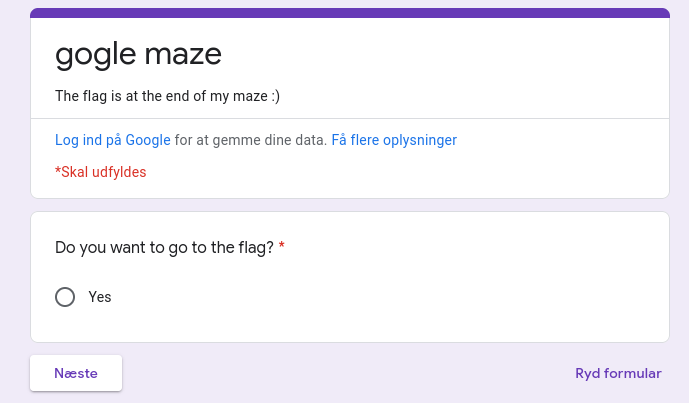 gogle maze
The flag is at the end of my maze :)
Log ind på Google for at gemme dine data. Få flere oplysninger
*Skal udfyldes
Do you want to go to the flag? *
Yes
Næste
Ryd formular